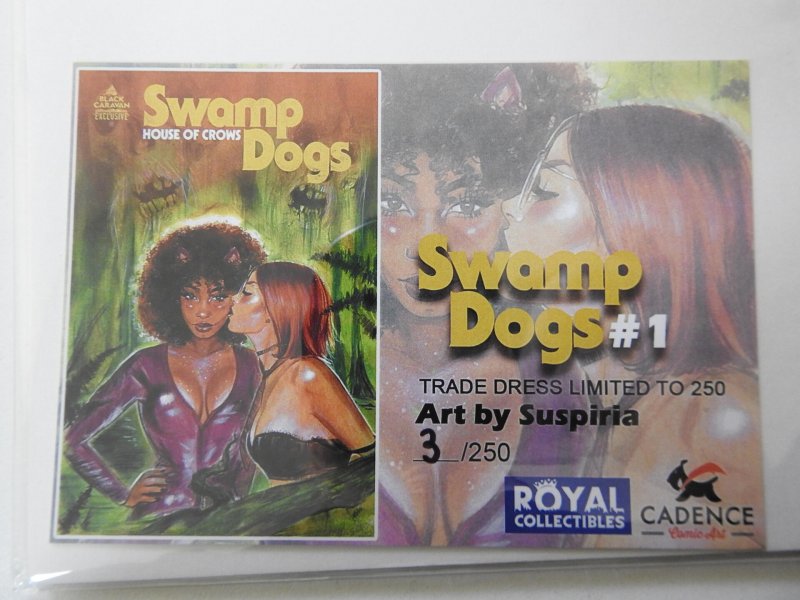 BLACK
CARAVAN
EXCLUSIVE
Swamp
HOUSE OF CROWS
Dogs
Swamp
Dogs #1
TRADE DRESS LIMITED TO 250
Art by Suspiria
3/250
ROYAL
COLLECTIBLES
CADENCE
Comic Art